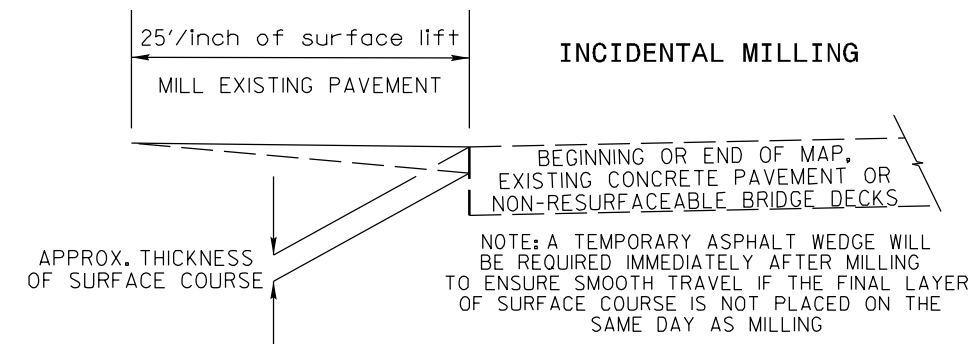 25'/inch of surface lift
INCIDENTAL MILLING
MILL EXISTING PAVEMENT
BEGINNING OR END OF MAP,
EXISTING CONCRETE PAVEMENT OR
NON-RESURFACEABLE BRIDGE DECKS
APPROX. THICKNESS
OF SURFACE COURSE
NOTE: A TEMPORARY ASPHALT WEDGE WILL
BE REQUIRED IMMEDIATELY AFTER MILLING
TO ENSURE SMOOTH TRAVEL IF THE FINAL LAYER
OF SURFACE COURSE IS NOT PLACED ON THE
SAME DAY AS MILLING